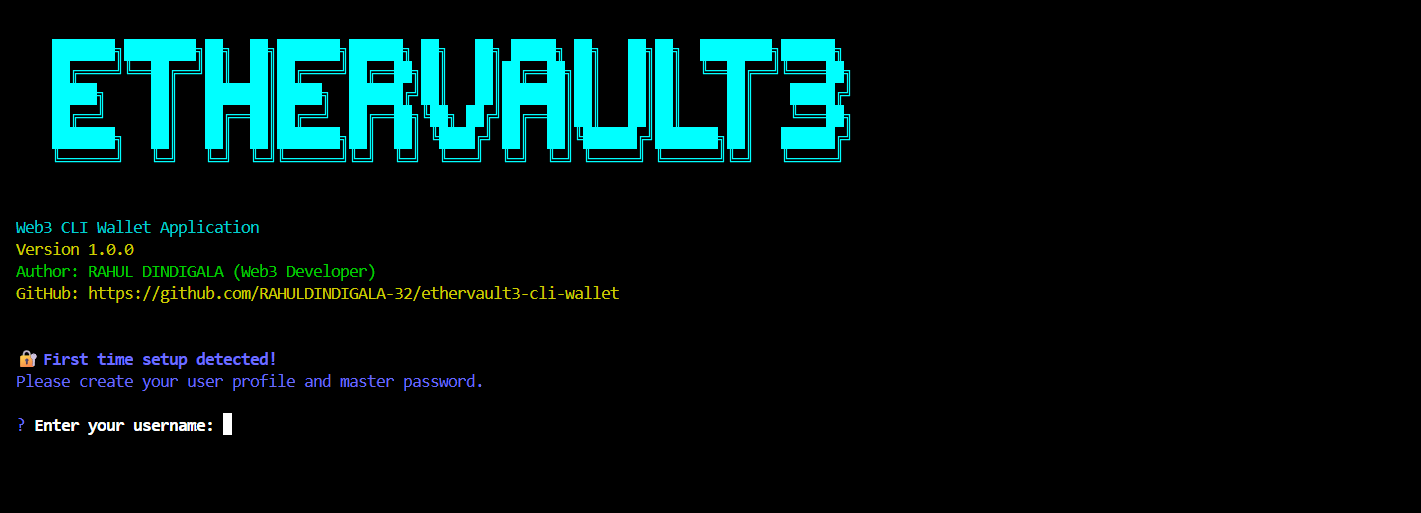 ETHERVAULT3
Web3 CLI Wallet Application
Version 1.0.0
Author: RAHUL DINDIGALA (Web3 Developer)
GitHub: https://github.com/RAHULDINDIGALA-32/ethervault3-cli-wallet
🔐 First time setup detected!
Please create your user profile and master password.
? Enter your username: